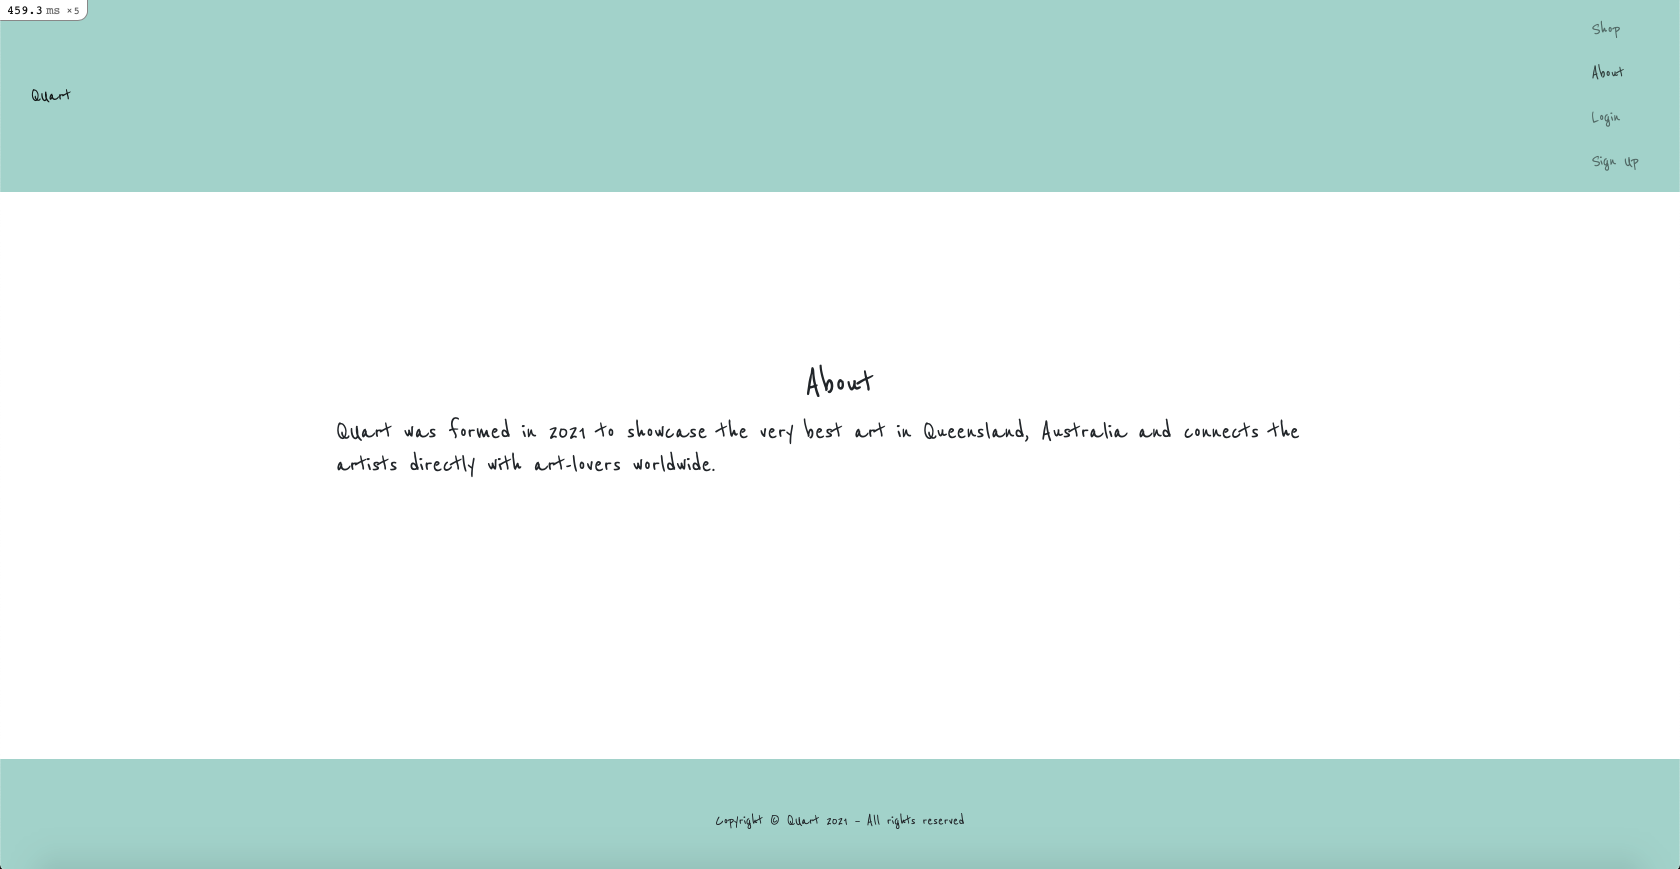 459.3 ms ×5
Shop
About
Quart
Login
Sign Up
About
Quart was formed in 2021 to showcase the very best art in Queensland, Australia and connects the
artists directly with art-lovers worldwide.
Copyright © Quart 2021 - All rights reserved